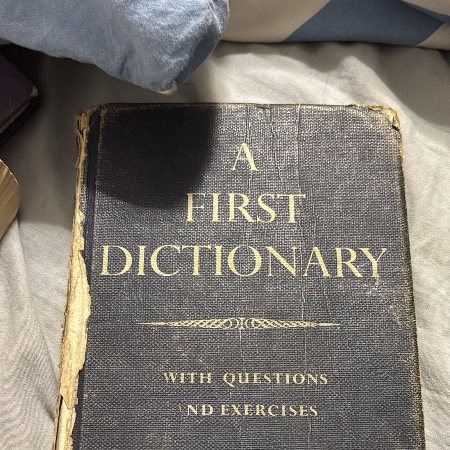 A
FIRST
DICTIONARY
WITH QUESTIONS
ND EXERCISES